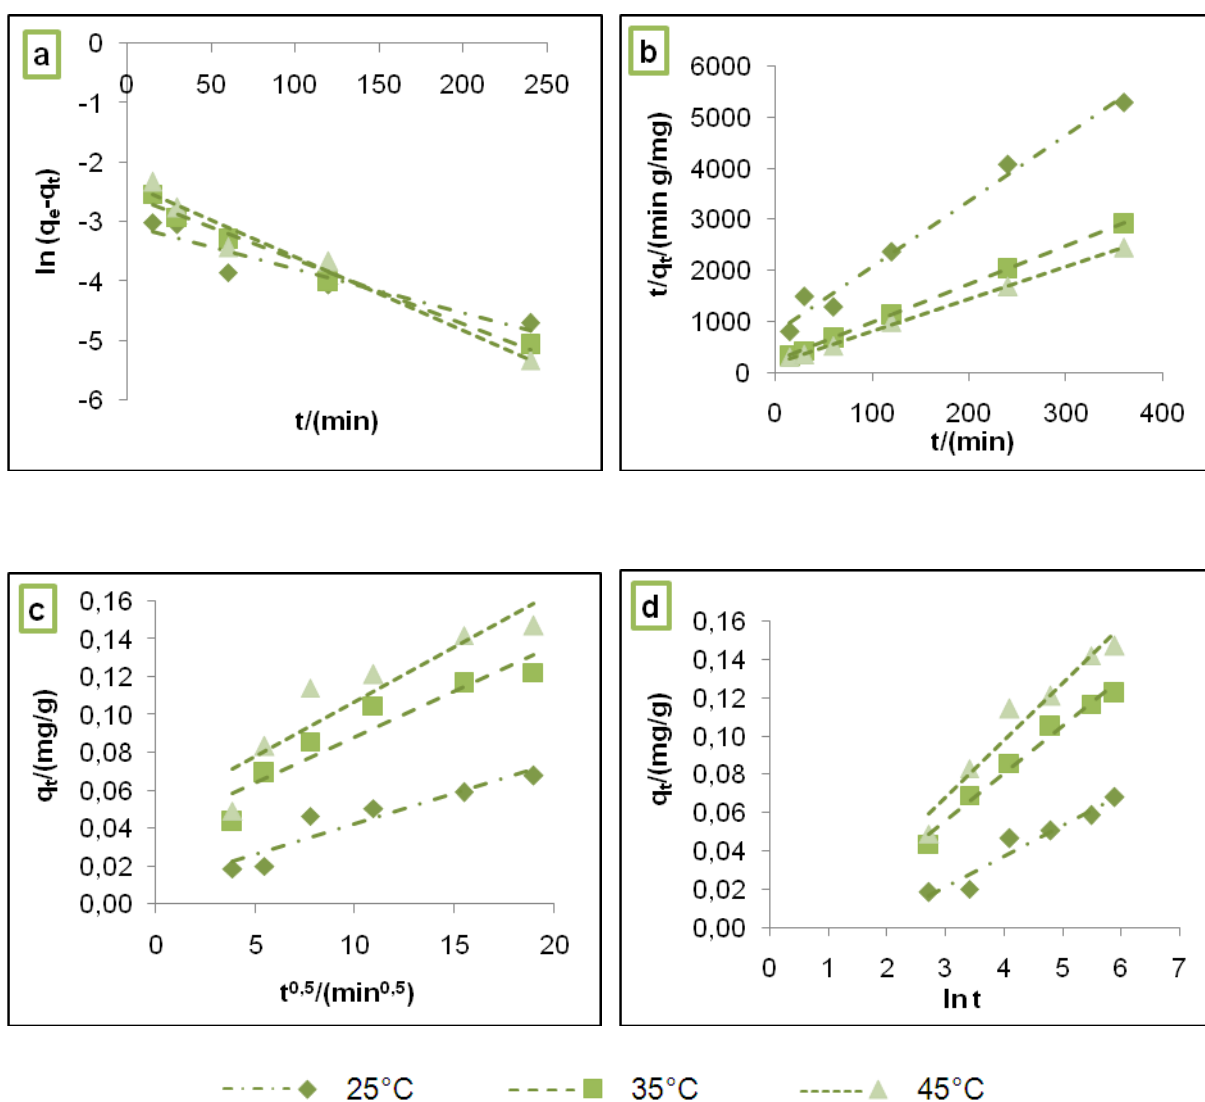 a
0
0 50 100 150 200 250
-1
-2
-3
-4
-5
-6
ln (qe-qt)
t/(min)
b
6000
5000
4000
3000
2000
1000
0
0 100 200 300 400
t/qt/(min g/mg)
t/(min)
c
0,16
0,14
0,12
0,10
0,08
0,06
0,04
0,02
0,00
0 5 10 15 20
qt/(mg/g)
t0,5/(min0,5)
d
0,16
0,14
0,12
0,10
0,08
0,06
0,04
0,02
0,00
0 1 2 3 4 5 6 7
qt/(mg/g)
ln t
25°C 35°C 45°C